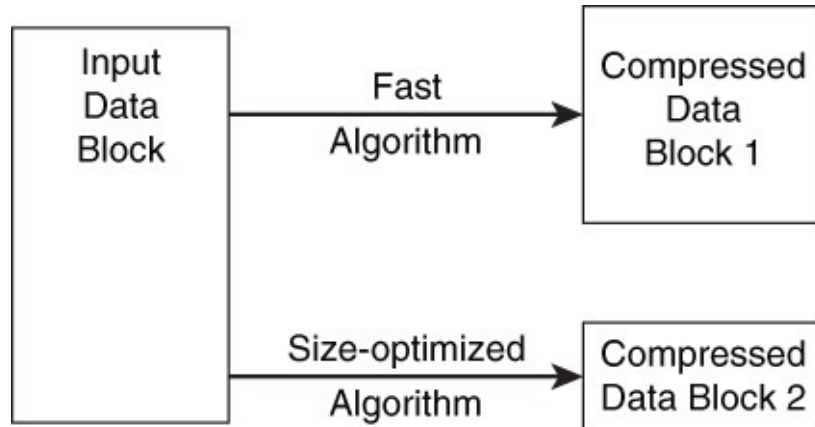 Input
Data
Block
Fast
Algorithm
Compressed
Data
Block 1
Size-optimized
Algorithm
Compressed
Data Block 2